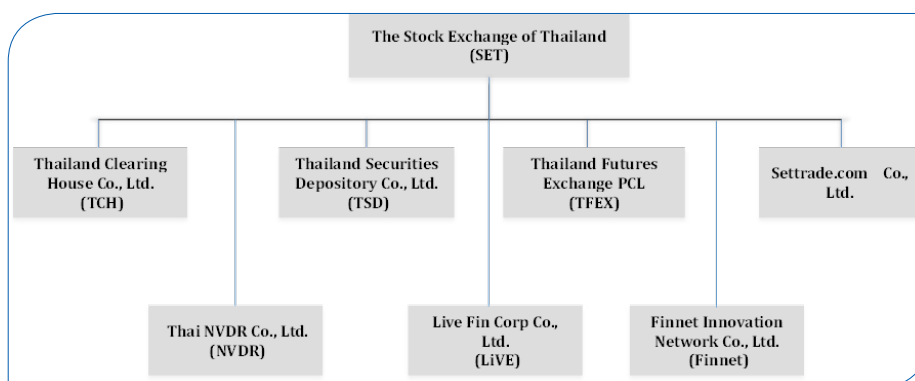 The Stock Exchange of Thailand
(SET)
Thailand Clearing
House Co., Ltd.
(TCH)
Thailand Securities
Depository Co., Ltd.
(TSD)
Thailand Futures
Exchange PCL
(TFEX)
Settrade.com Co.,
Ltd.
Thai NVDR Co., Ltd.
(NVDR)
Live Fin Corp Co.,
Ltd.
(LiVE)
Finnet Innovation
Network Co., Ltd.
(Finnet)